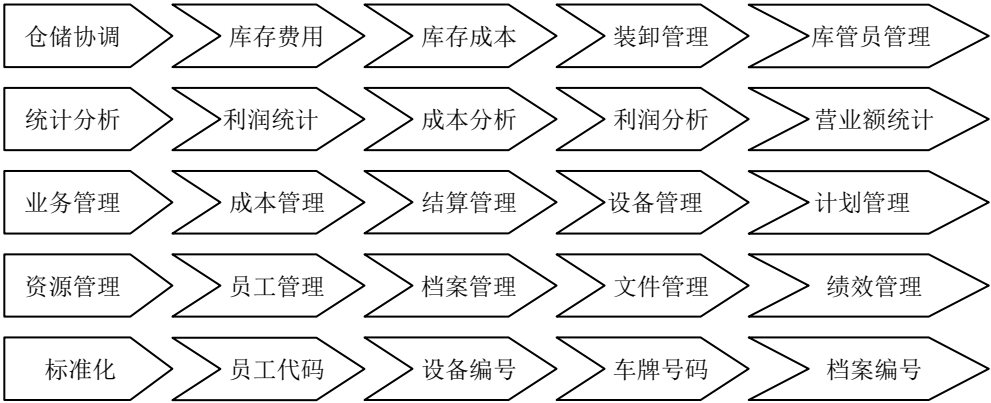 仓储协调 库存费用 库存成本 装卸管理 库管员管理
统计分析 利润统计 成本分析 利润分析 营业额统计
业务管理 成本管理 结算管理 设备管理 计划管理
资源管理 员工管理 档案管理 文件管理 绩效管理
标准化 员工代码 设备编号 车牌号码 档案编号